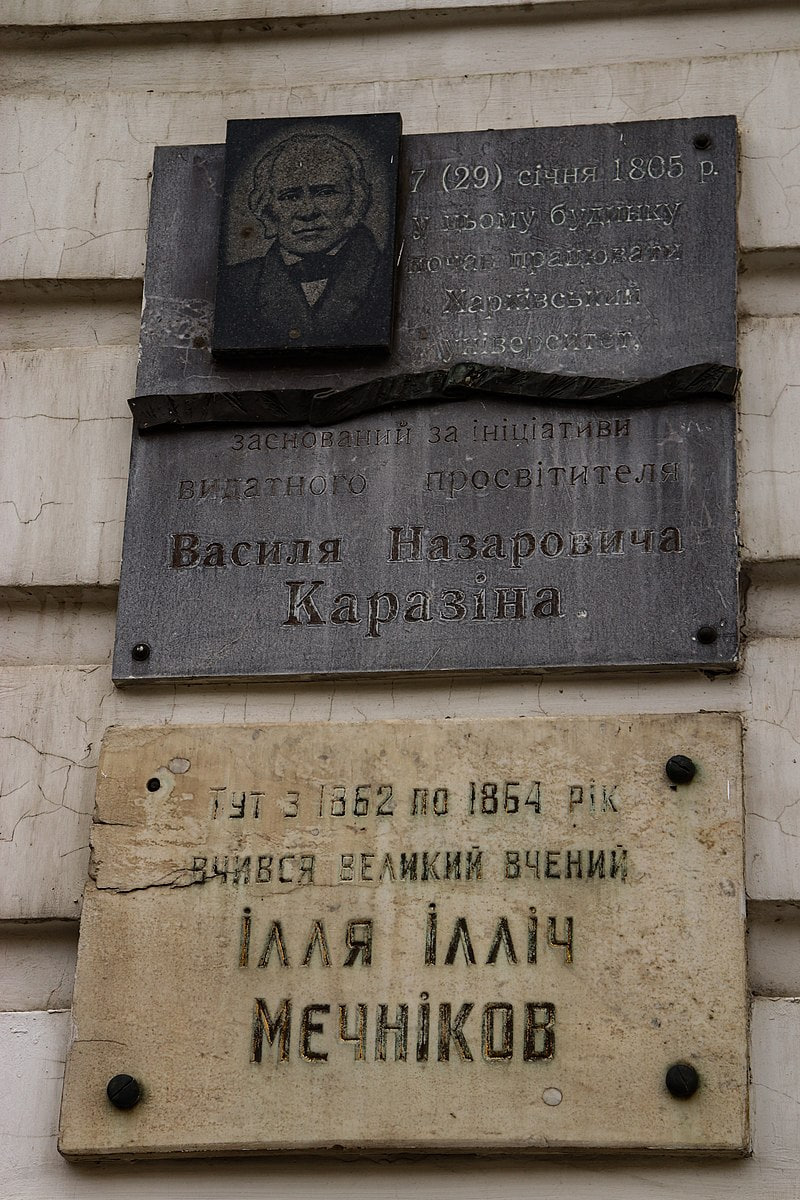 7 (29) січня 1805 р.
у цьому будинку
почав працювати
Харківський
університет,
заснований за ініціативи
видатного просвітителя
Василя Назаровича
Каразіна
ТУТ З 1862 ПО 1864 РІК
ВЧИВСЯ ВЕЛИКИЙ ВЧЕНИЙ
ІЛЛЯ ІЛЛІЧ
МЕЧНІКОВ